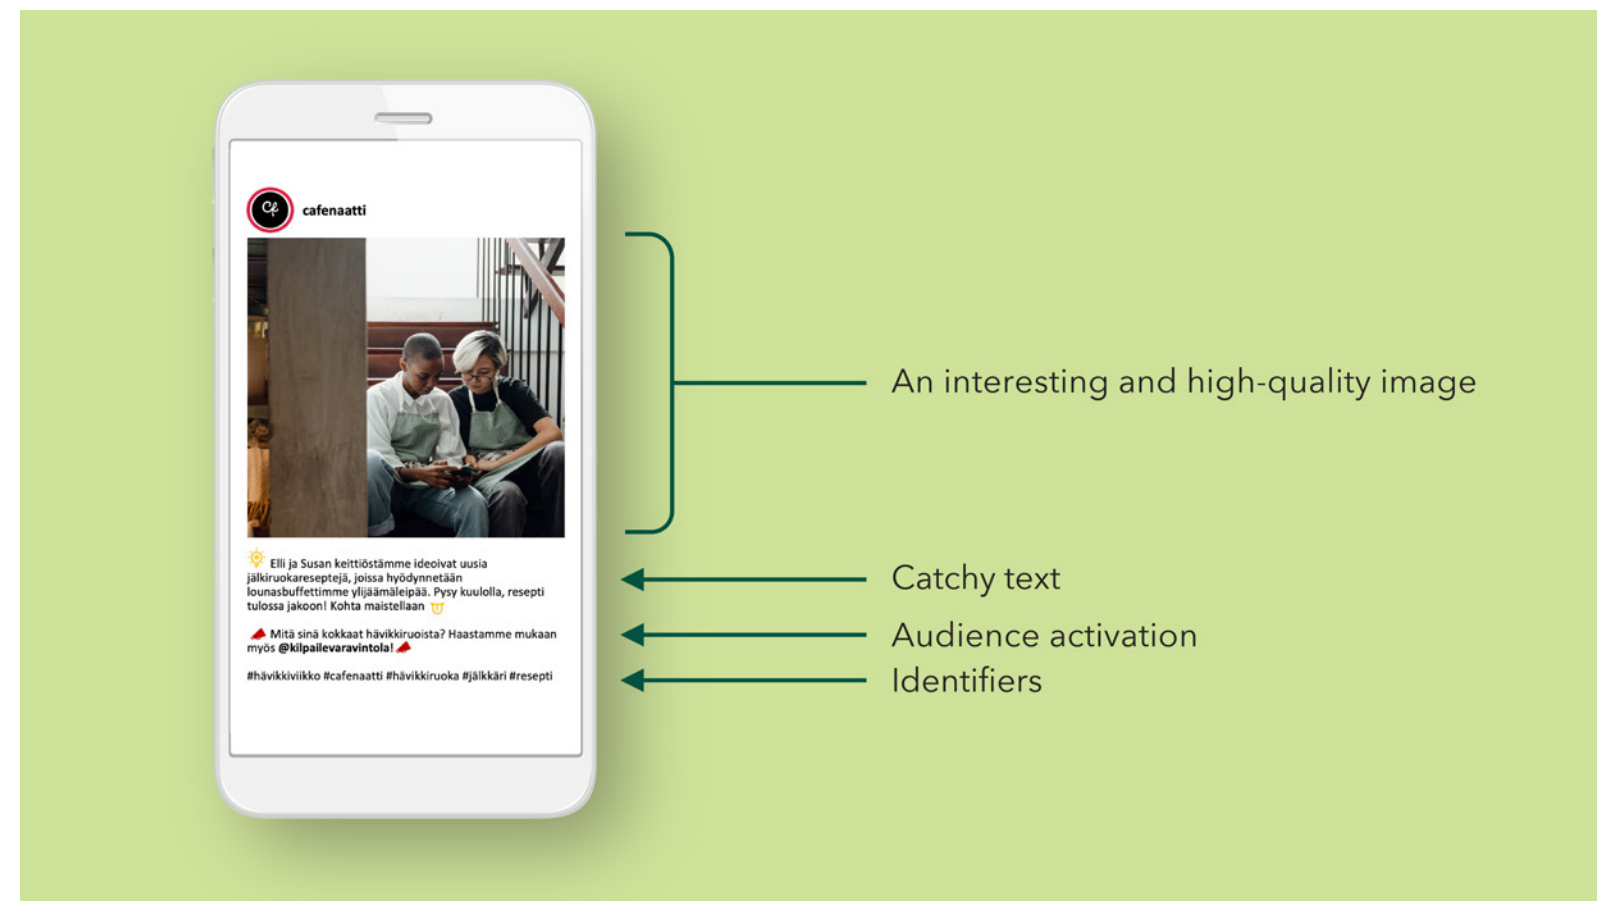 Cf
cafenaatti
An interesting and high-quality image
Elli ja Susan keittiöstämme ideoivat uusia
jälkiruokareseptejä, joissa hyödynnetään
lounasbuffettimme ylijäämäleipää. Pysy kuulolla, resepti
tulossa jakoon! Kohta maistellaan
Catchy text
Mitä sinä kokkaat hävikkiruoista? Haastamme mukaan
myös @kilpailevaravintola!
Audience activation
#hävikkiviikko #cafenaatti #hävikkiruoka #jälkkäri #resepti
Identifiers